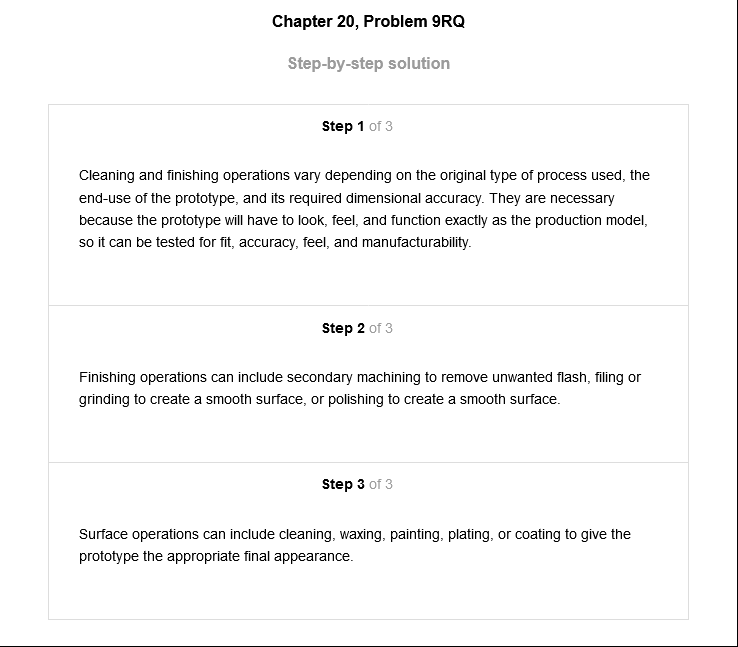 Chapter 20, Problem 9RQ
Step-by-step solution
Step 1 of 3
Cleaning and finishing operations vary depending on the original type of process used, the
end-use of the prototype, and its required dimensional accuracy. They are necessary
because the prototype will have to look, feel, and function exactly as the production model,
so it can be tested for fit, accuracy, feel, and manufacturability.
Step 2 of 3
Finishing operations can include secondary machining to remove unwanted flash, filing or
grinding to create a smooth surface, or polishing to create a smooth surface.
Step 3 of 3
Surface operations can include cleaning, waxing, painting, plating, or coating to give the
prototype the appropriate final appearance.